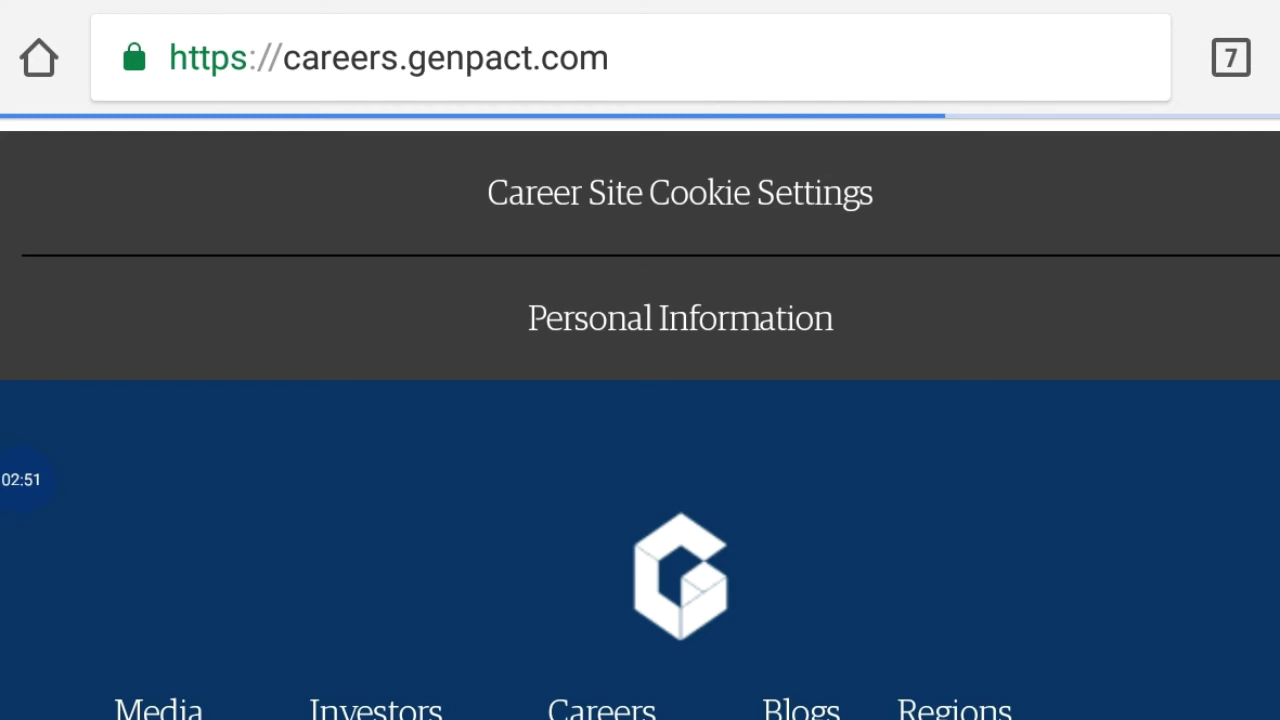 https://careers.genpact.com
7
Career Site Cookie Settings
Personal Information
02:51
Media Investors Careers Blogs Regions